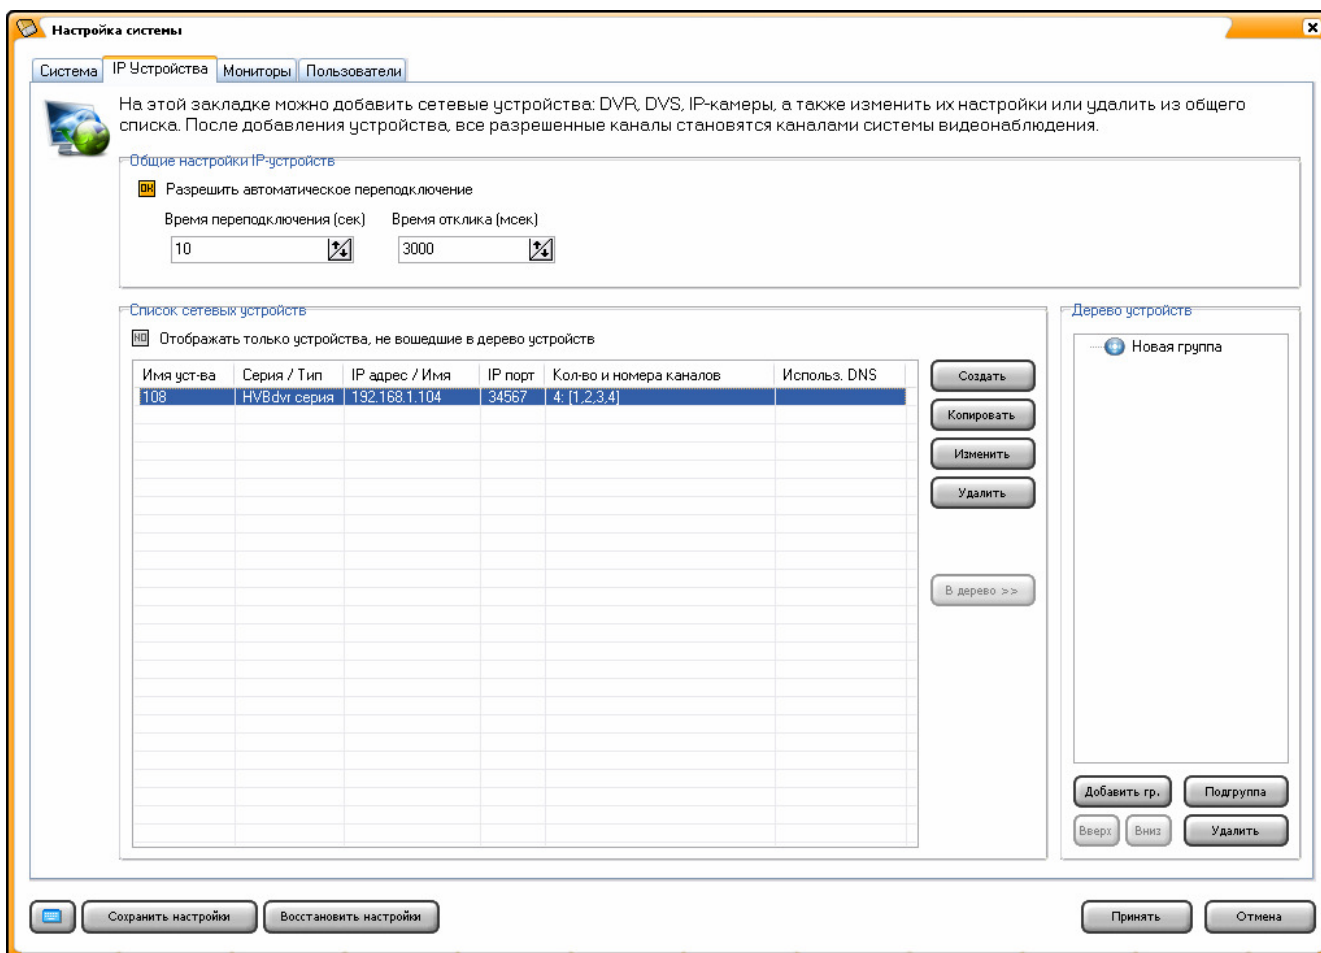 Настройка системы
Система IP Устройства Мониторы Пользователи
На этой закладке можно добавить сетевые устройства: DVR, DVS, IP-камеры, а также изменить их настройки или удалить из общего
списка. После добавления устройства, все разрешенные каналы становятся каналами системы видеонаблюдения.
Общие настройки IP-устройств
OK Разрешить автоматическое переподключение
Время переподключения (сек) Время отклика (мсек)
10 3000
Список сетевых устройств
NO Отображать только устройства, не вошедшие в дерево устройств
Имя уст-ва Серия / Тип IP адрес / Имя IP порт Кол-во и номера каналов Использ. DNS
108 HVBdvr серия 192.168.1.104 34567 4: [1,2,3,4]
Создать
Копировать
Изменить
Удалить
В дерево >>
Дерево устройств
Новая группа
Добавить гр. Подгруппа
Вверх Вниз Удалить
Сохранить настройки Восстановить настройки Принять Отмена